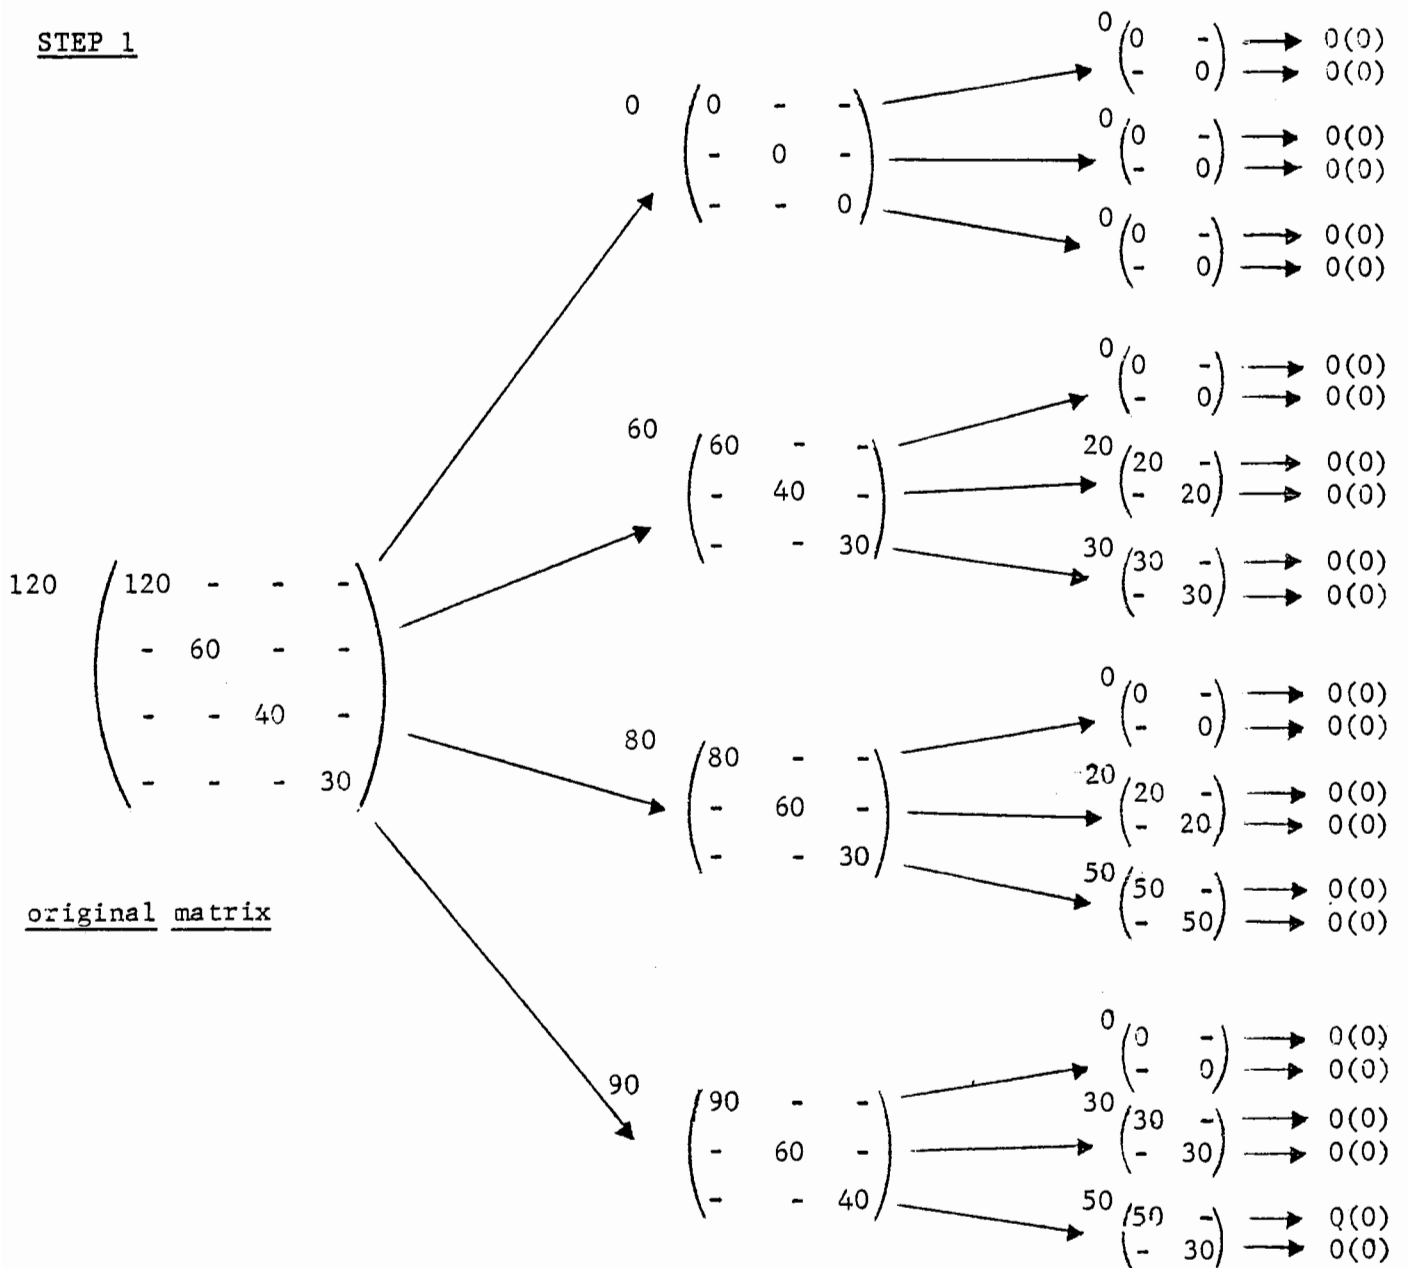 STEP 1
0 (0 -) 0(0)
(- 0) 0(0)
0 (0 -) 0(0)
(- 0) 0(0)
0 (0 -) 0(0)
(- 0) 0(0)
0 (0 - -)
(- 0 -)
(- - 0)
0 (0 -) 0(0)
(- 0) 0(0)
20 (20 -) 0(0)
(- 20) 0(0)
30 (30 -) 0(0)
(- 30) 0(0)
60 (60 - -)
(- 40 -)
(- - 30)
120 (120 - - -)
(- 60 - -)
(- - 40 -)
(- - - 30)
original matrix
0 (0 -) 0(0)
(- 0) 0(0)
20 (20 -) 0(0)
(- 20) 0(0)
50 (50 -) 0(0)
(- 50) 0(0)
80 (80 - -)
(- 60 -)
(- - 30)
0 (0 -) 0(0)
(- 0) 0(0)
30 (30 -) 0(0)
(- 30) 0(0)
50 (50 -) 0(0)
(- 30) 0(0)
90 (90 - -)
(- 60 -)
(- - 40)